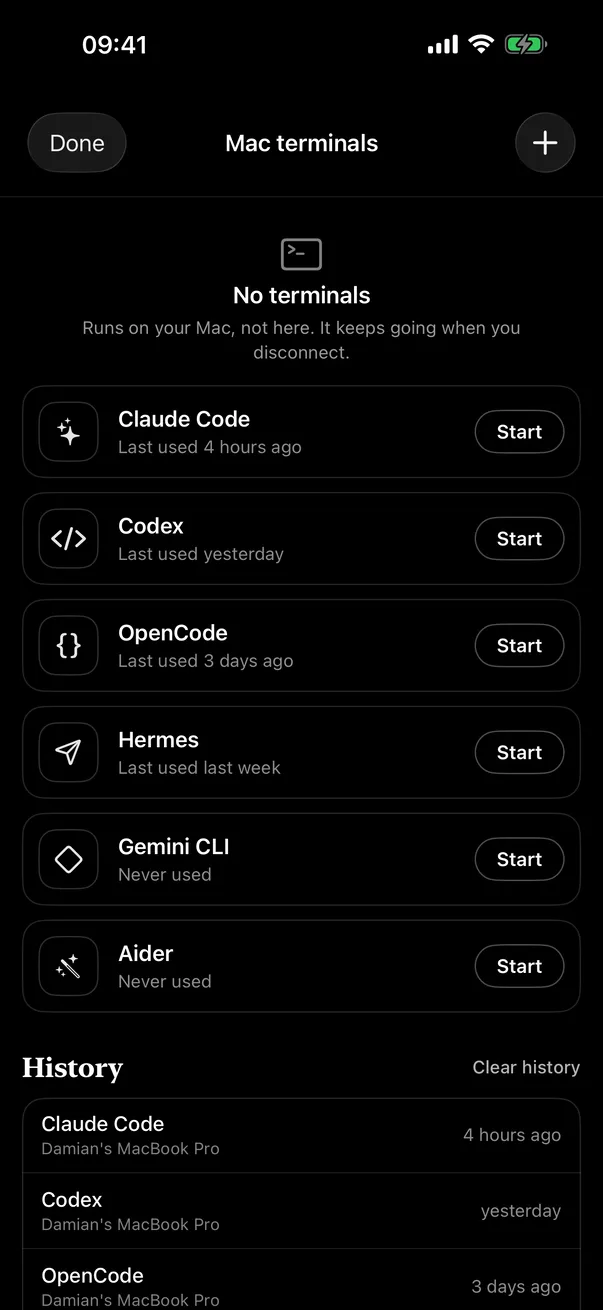 09:41
Done
Mac terminals
No terminals
Runs on your Mac, not here. It keeps going when you
disconnect.
Claude Code
Last used 4 hours ago
Start
Codex
Last used yesterday
Start
OpenCode
Last used 3 days ago
Start
Hermes
Last used last week
Start
Gemini CLI
Never used
Start
Aider
Never used
Start
History
Clear history
Claude Code
Damian's MacBook Pro
4 hours ago
Codex
Damian's MacBook Pro
yesterday
OpenCode
Damian's MacBook Pro
3 days ago